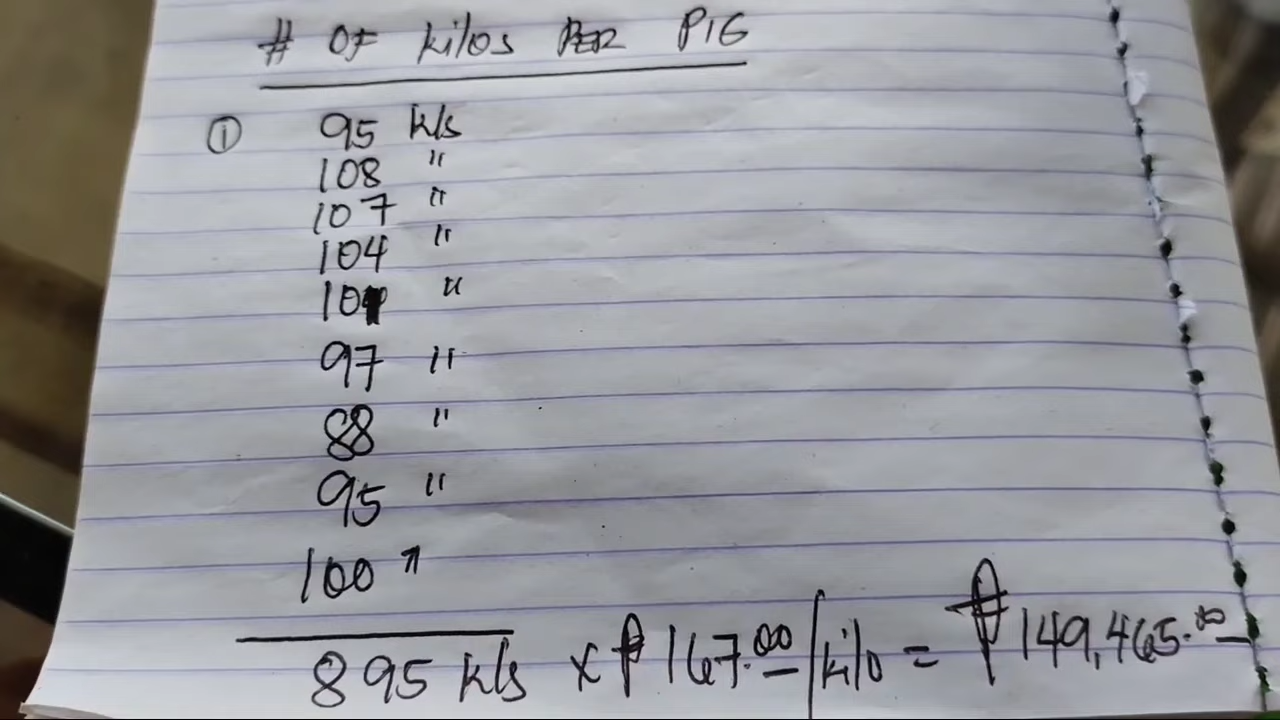 # OF kilos PER PIG
① 95 kls
108 "
107 "
104 "
101 "
97 "
88 "
95 "
100 "
895 kls x ₱167.00/kilo = ₱149,465.00